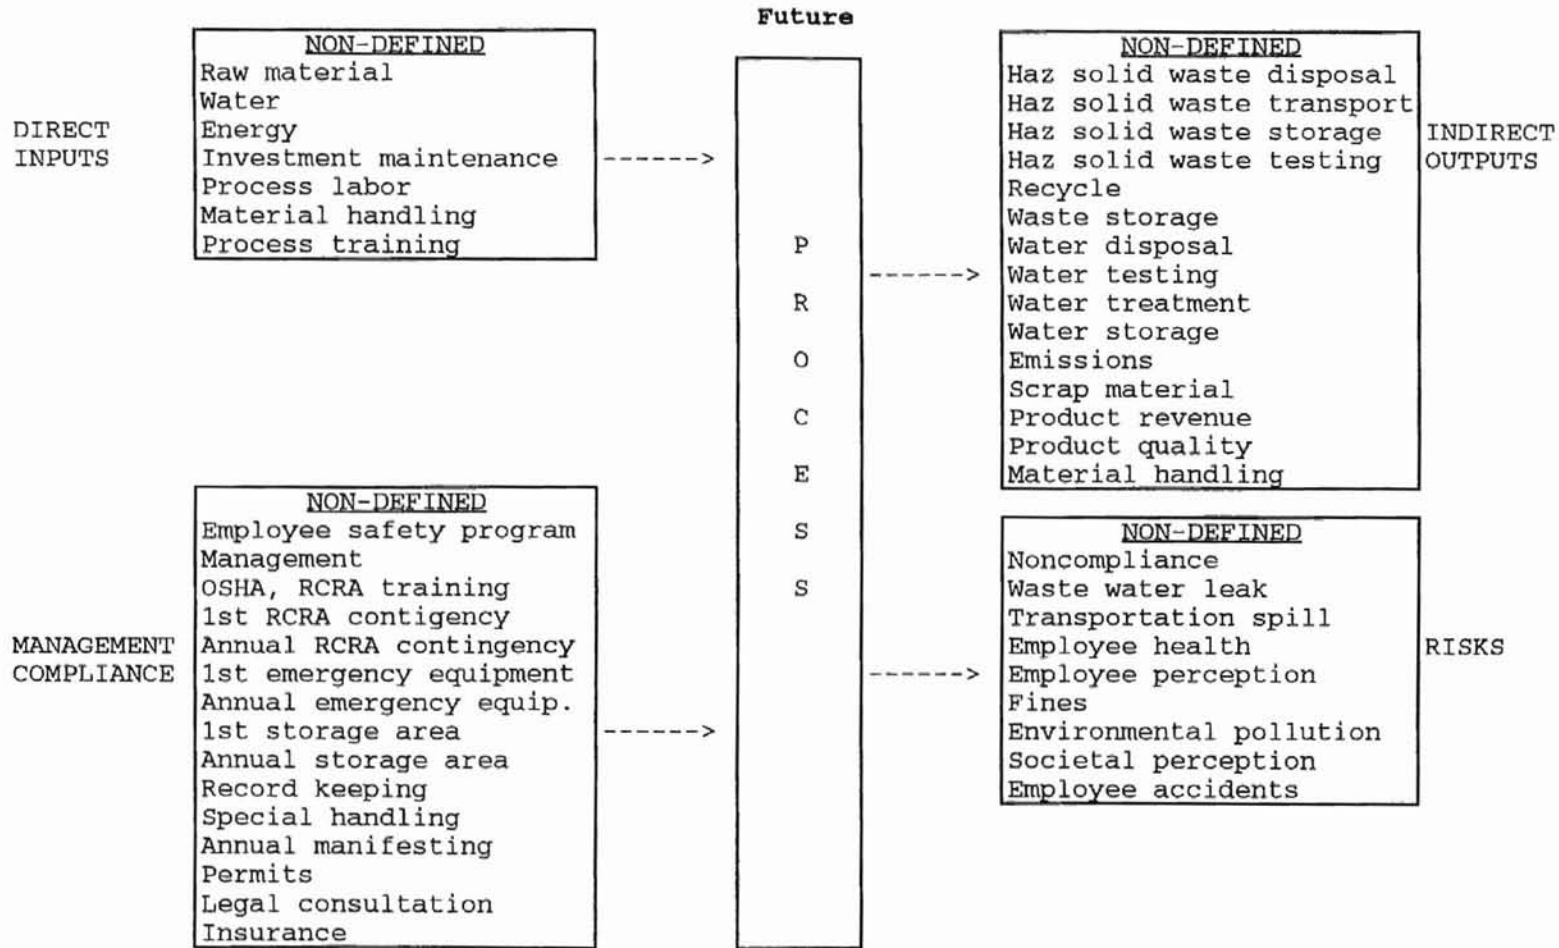 Future
NON-DEFINED
Raw material
Water
Energy
Investment maintenance
Process labor
Material handling
Process training
DIRECT
INPUTS
------>
NON-DEFINED
Employee safety program
Management
OSHA, RCRA training
1st RCRA contigency
Annual RCRA contingency
1st emergency equipment
Annual emergency equip.
1st storage area
Annual storage area
Record keeping
Special handling
Annual manifesting
Permits
Legal consultation
Insurance
MANAGEMENT
COMPLIANCE
------>
P
R
O
C
E
S
S
------>
NON-DEFINED
Haz solid waste disposal
Haz solid waste transport
Haz solid waste storage
Haz solid waste testing
Recycle
Waste storage
Water disposal
Water testing
Water treatment
Water storage
Emissions
Scrap material
Product revenue
Product quality
Material handling
INDIRECT
OUTPUTS
------>
NON-DEFINED
Noncompliance
Waste water leak
Transportation spill
Employee health
Employee perception
Fines
Environmental pollution
Societal perception
Employee accidents
RISKS